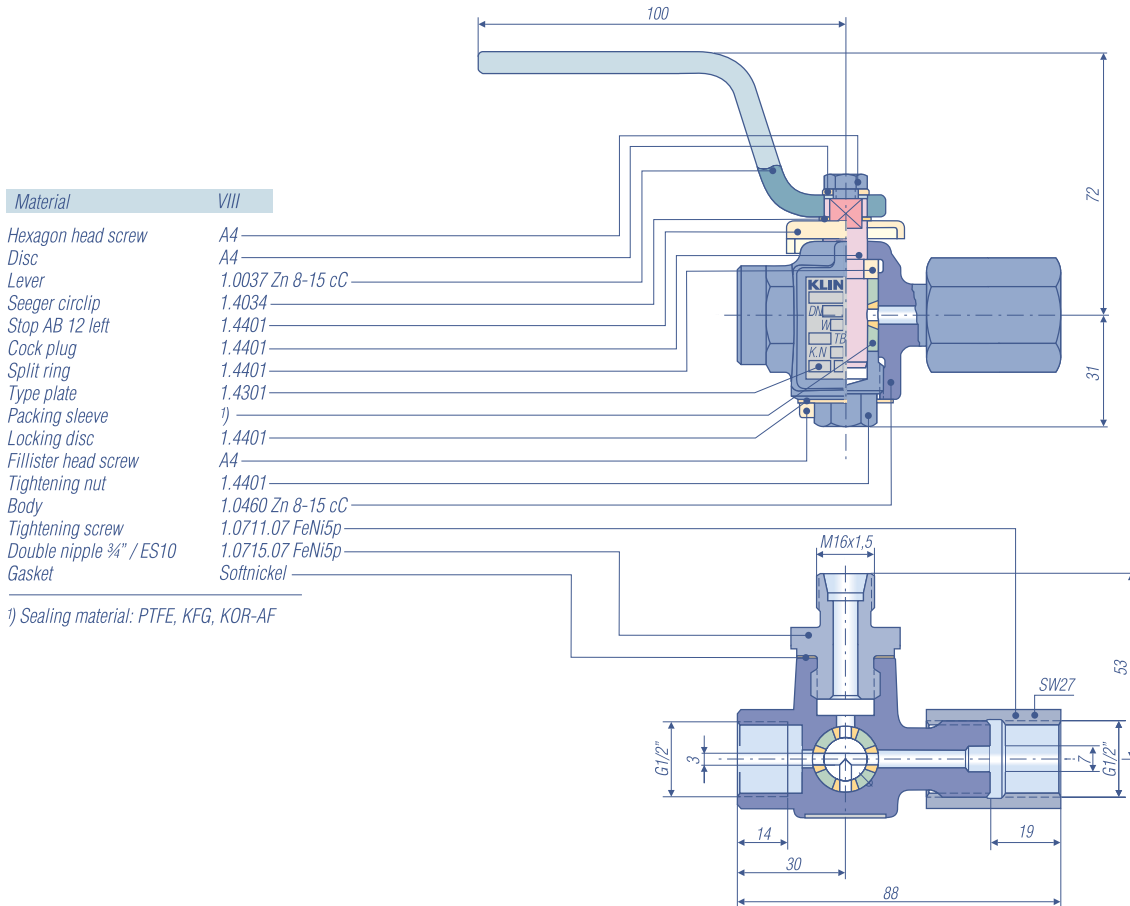 100
72
31
Material VIII
Hexagon head screw A4
Disc A4
Lever 1.0037 Zn 8-15 cC
Seeger circlip 1.4034
Stop AB 12 left 1.4401
Cock plug 1.4401
Split ring 1.4401
Type plate 1.4301
Packing sleeve ¹)
Locking disc 1.4401
Fillister head screw A4
Tightening nut 1.4401
Body 1.0460 Zn 8-15 cC
Tightening screw 1.0711.07 FeNi5p
Double nipple ¾" / ES10 1.0715.07 FeNi5p
Gasket Softnickel
¹) Sealing material: PTFE, KFG, KOR-AF
KLIN
DN
W
TB
K.N
M16x1,5
53
SW27
G1/2"
3
7
G1/2"
14
19
30
88